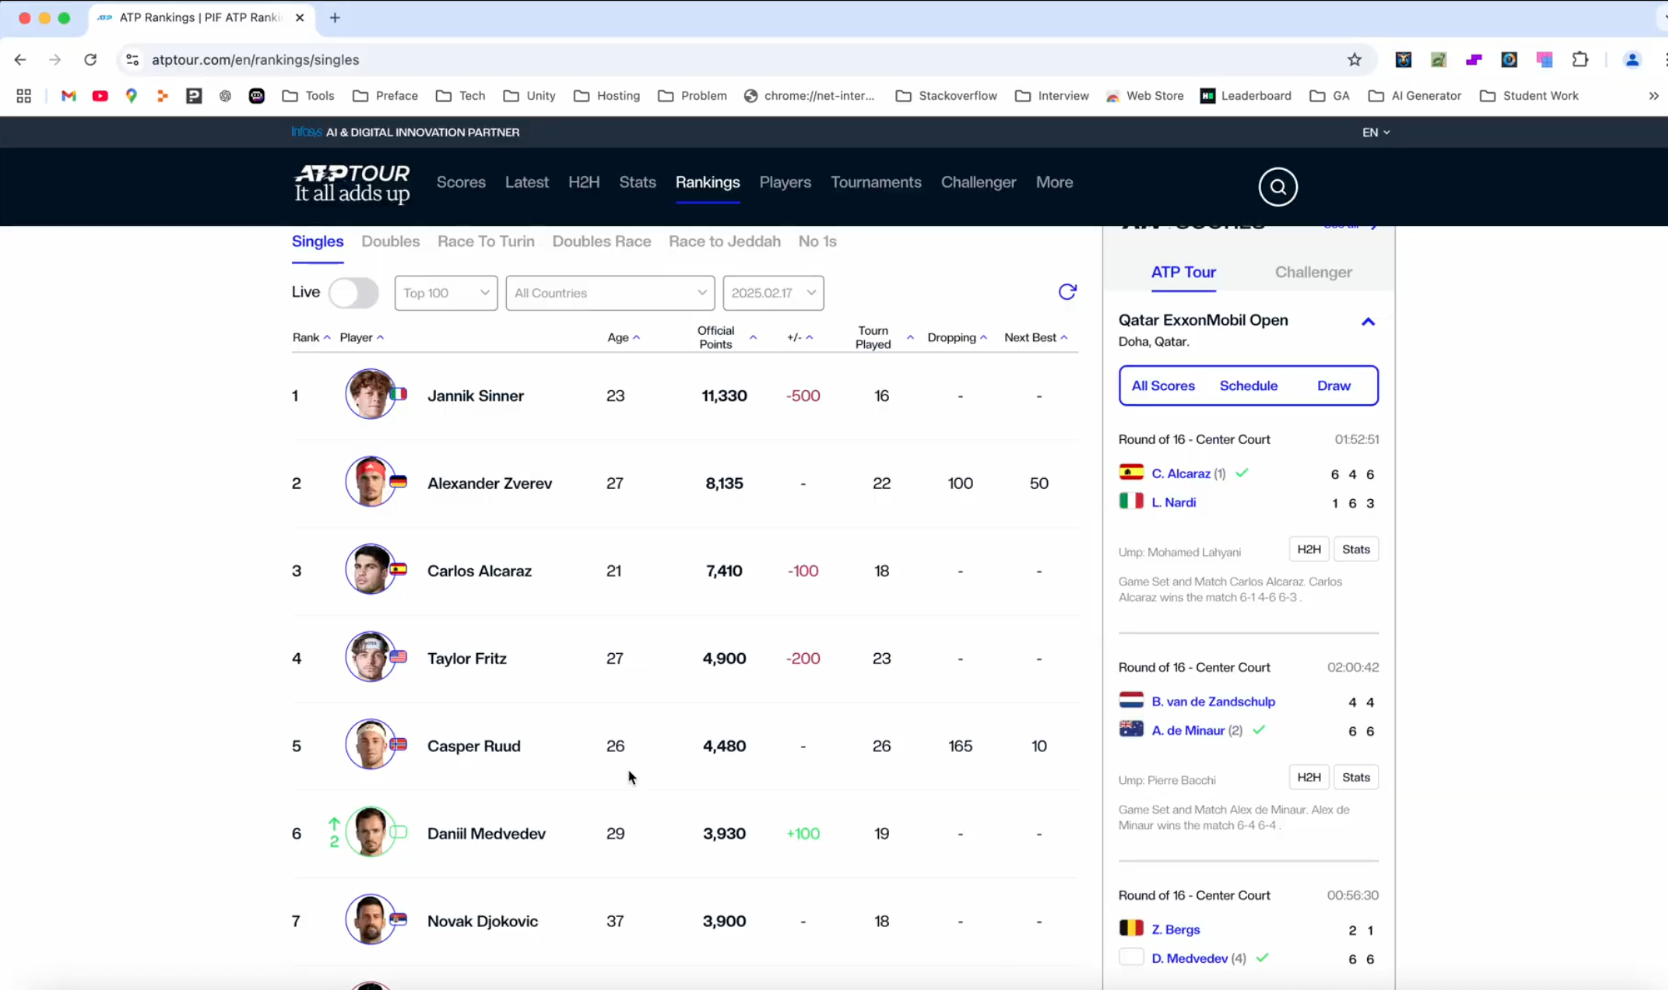 ATP Rankings | PIF ATP Ranki
atptour.com/en/rankings/singles
Tools Preface Tech Unity Hosting Problem chrome://net-inter... Stackoverflow Interview Web Store Leaderboard GA AI Generator Student Work »
Infosys AI & DIGITAL INNOVATION PARTNER EN
ATP TOUR
It all adds up
Scores Latest H2H Stats Rankings Players Tournaments Challenger More
Singles Doubles Race To Turin Doubles Race Race to Jeddah No 1s
Live Top 100 All Countries 2025.02.17
Rank Player Age Official Points +/- Tourn Played Dropping Next Best
1 Jannik Sinner 23 11,330 -500 16 - -
2 Alexander Zverev 27 8,135 - 22 100 50
3 Carlos Alcaraz 21 7,410 -100 18 - -
4 Taylor Fritz 27 4,900 -200 23 - -
5 Casper Ruud 26 4,480 - 26 165 10
6 2 Daniil Medvedev 29 3,930 +100 19 - -
7 Novak Djokovic 37 3,900 - 18 - -
ATP Tour Challenger
Qatar ExxonMobil Open
Doha, Qatar.
All Scores Schedule Draw
Round of 16 - Center Court 01:52:51
C. Alcaraz (1) 6 4 6
L. Nardi 1 6 3
Ump: Mohamed Lahyani H2H Stats
Game Set and Match Carlos Alcaraz. Carlos
Alcaraz wins the match 6-1 4-6 6-3 .
Round of 16 - Center Court 02:00:42
B. van de Zandschulp 4 4
A. de Minaur (2) 6 6
Ump: Pierre Bacchi H2H Stats
Game Set and Match Alex de Minaur. Alex de
Minaur wins the match 6-4 6-4 .
Round of 16 - Center Court 00:56:30
Z. Bergs 2 1
D. Medvedev (4) 6 6